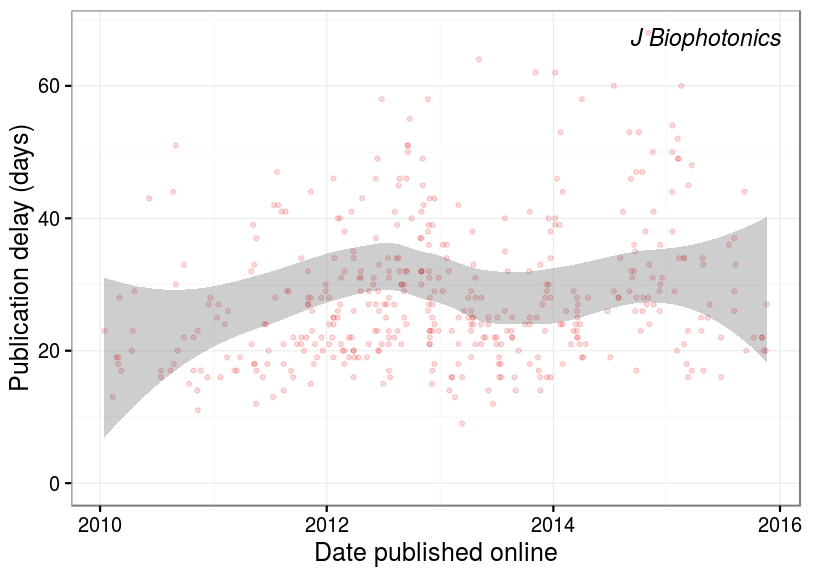 J Biophotonics
Publication delay (days)
60
40
20
0
2010 2012 2014 2016
Date published online